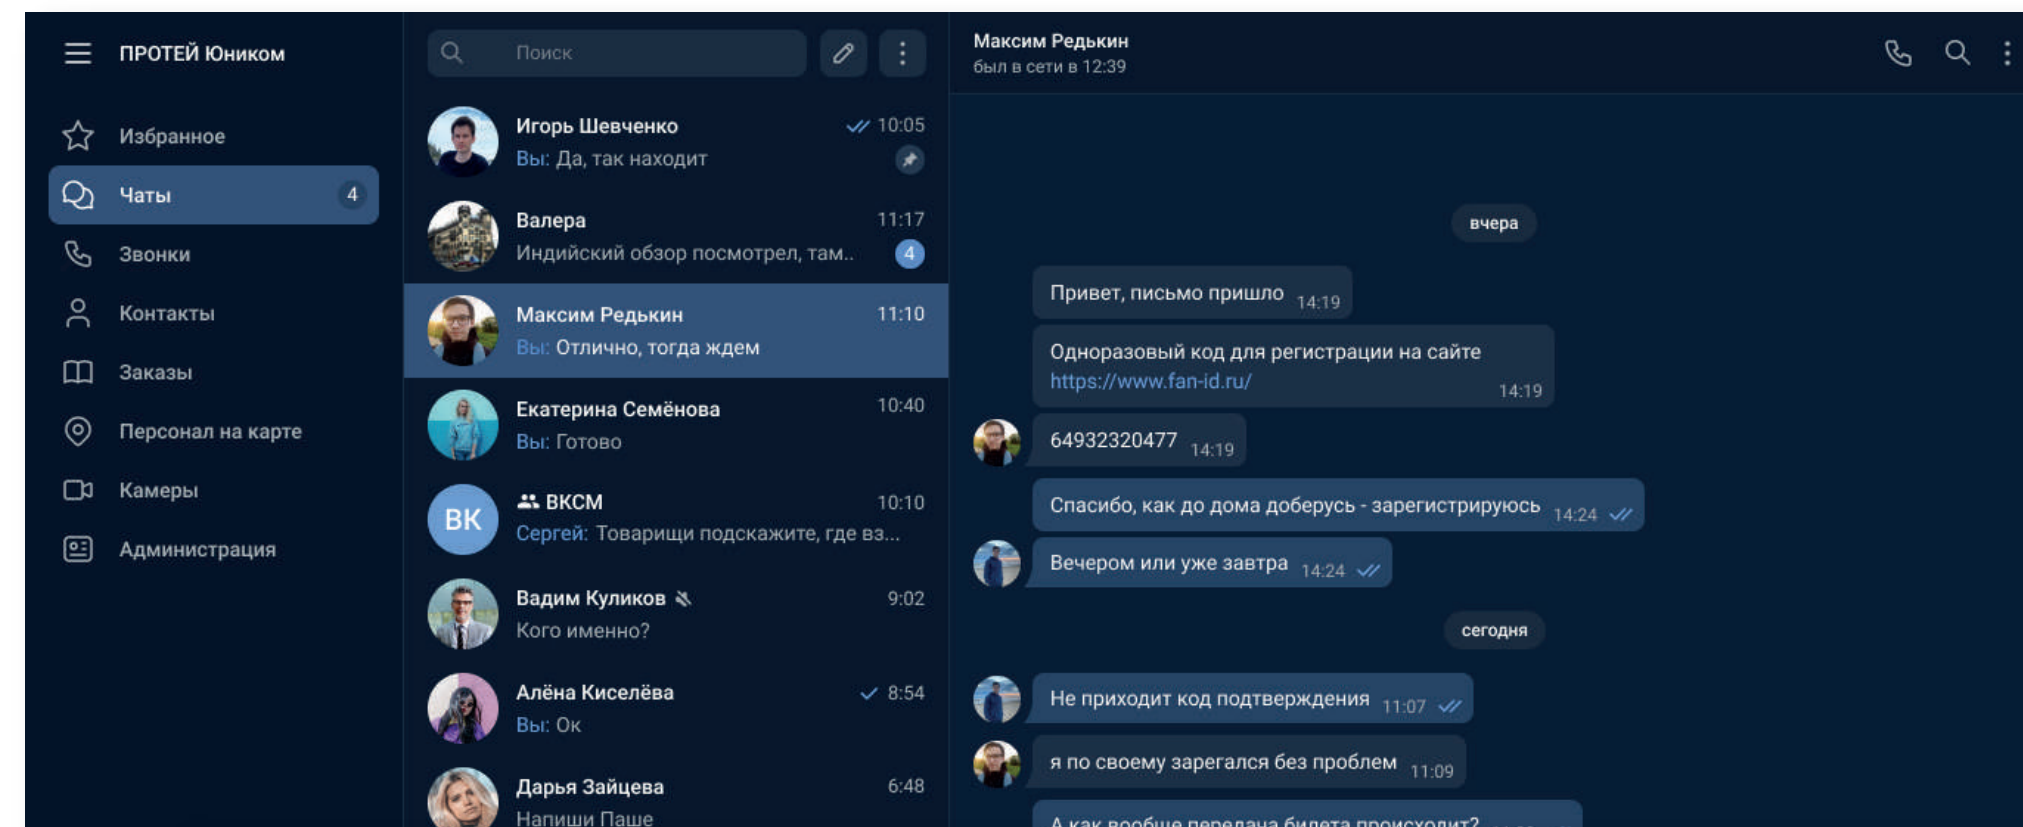 ПРОТЕЙ Юником
Избранное
Чаты 4
Звонки
Контакты
Заказы
Персонал на карте
Камеры
Администрация
Поиск
Игорь Шевченко 10:05
Вы: Да, так находит
Валера 11:17
Индийский обзор посмотрел, там.. 4
Максим Редькин 11:10
Вы: Отлично, тогда ждем
Екатерина Семёнова 10:40
Вы: Готово
ВК ВКСМ 10:10
Сергей: Товарищи подскажите, где вз...
Вадим Куликов 9:02
Кого именно?
Алёна Киселёва 8:54
Вы: Ок
Дарья Зайцева 6:48
Напиши Паше
Максим Редькин
был в сети в 12:39
вчера
Привет, письмо пришло 14:19
Одноразовый код для регистрации на сайте
https://www.fan-id.ru/ 14:19
64932320477 14:19
Спасибо, как до дома доберусь - зарегистрируюсь 14:24
Вечером или уже завтра 14:24
сегодня
Не приходит код подтверждения 11:07
я по своему зарегался без проблем 11:09
А как вообще передача билета происходит?